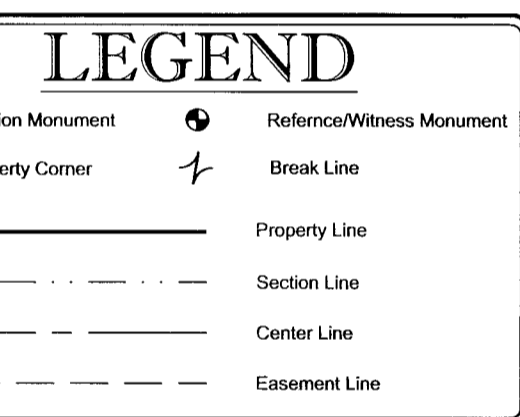 LEGEND
ion Monument Refernce/Witness Monument
erty Corner Break Line
Property Line
Section Line
Center Line
Easement Line